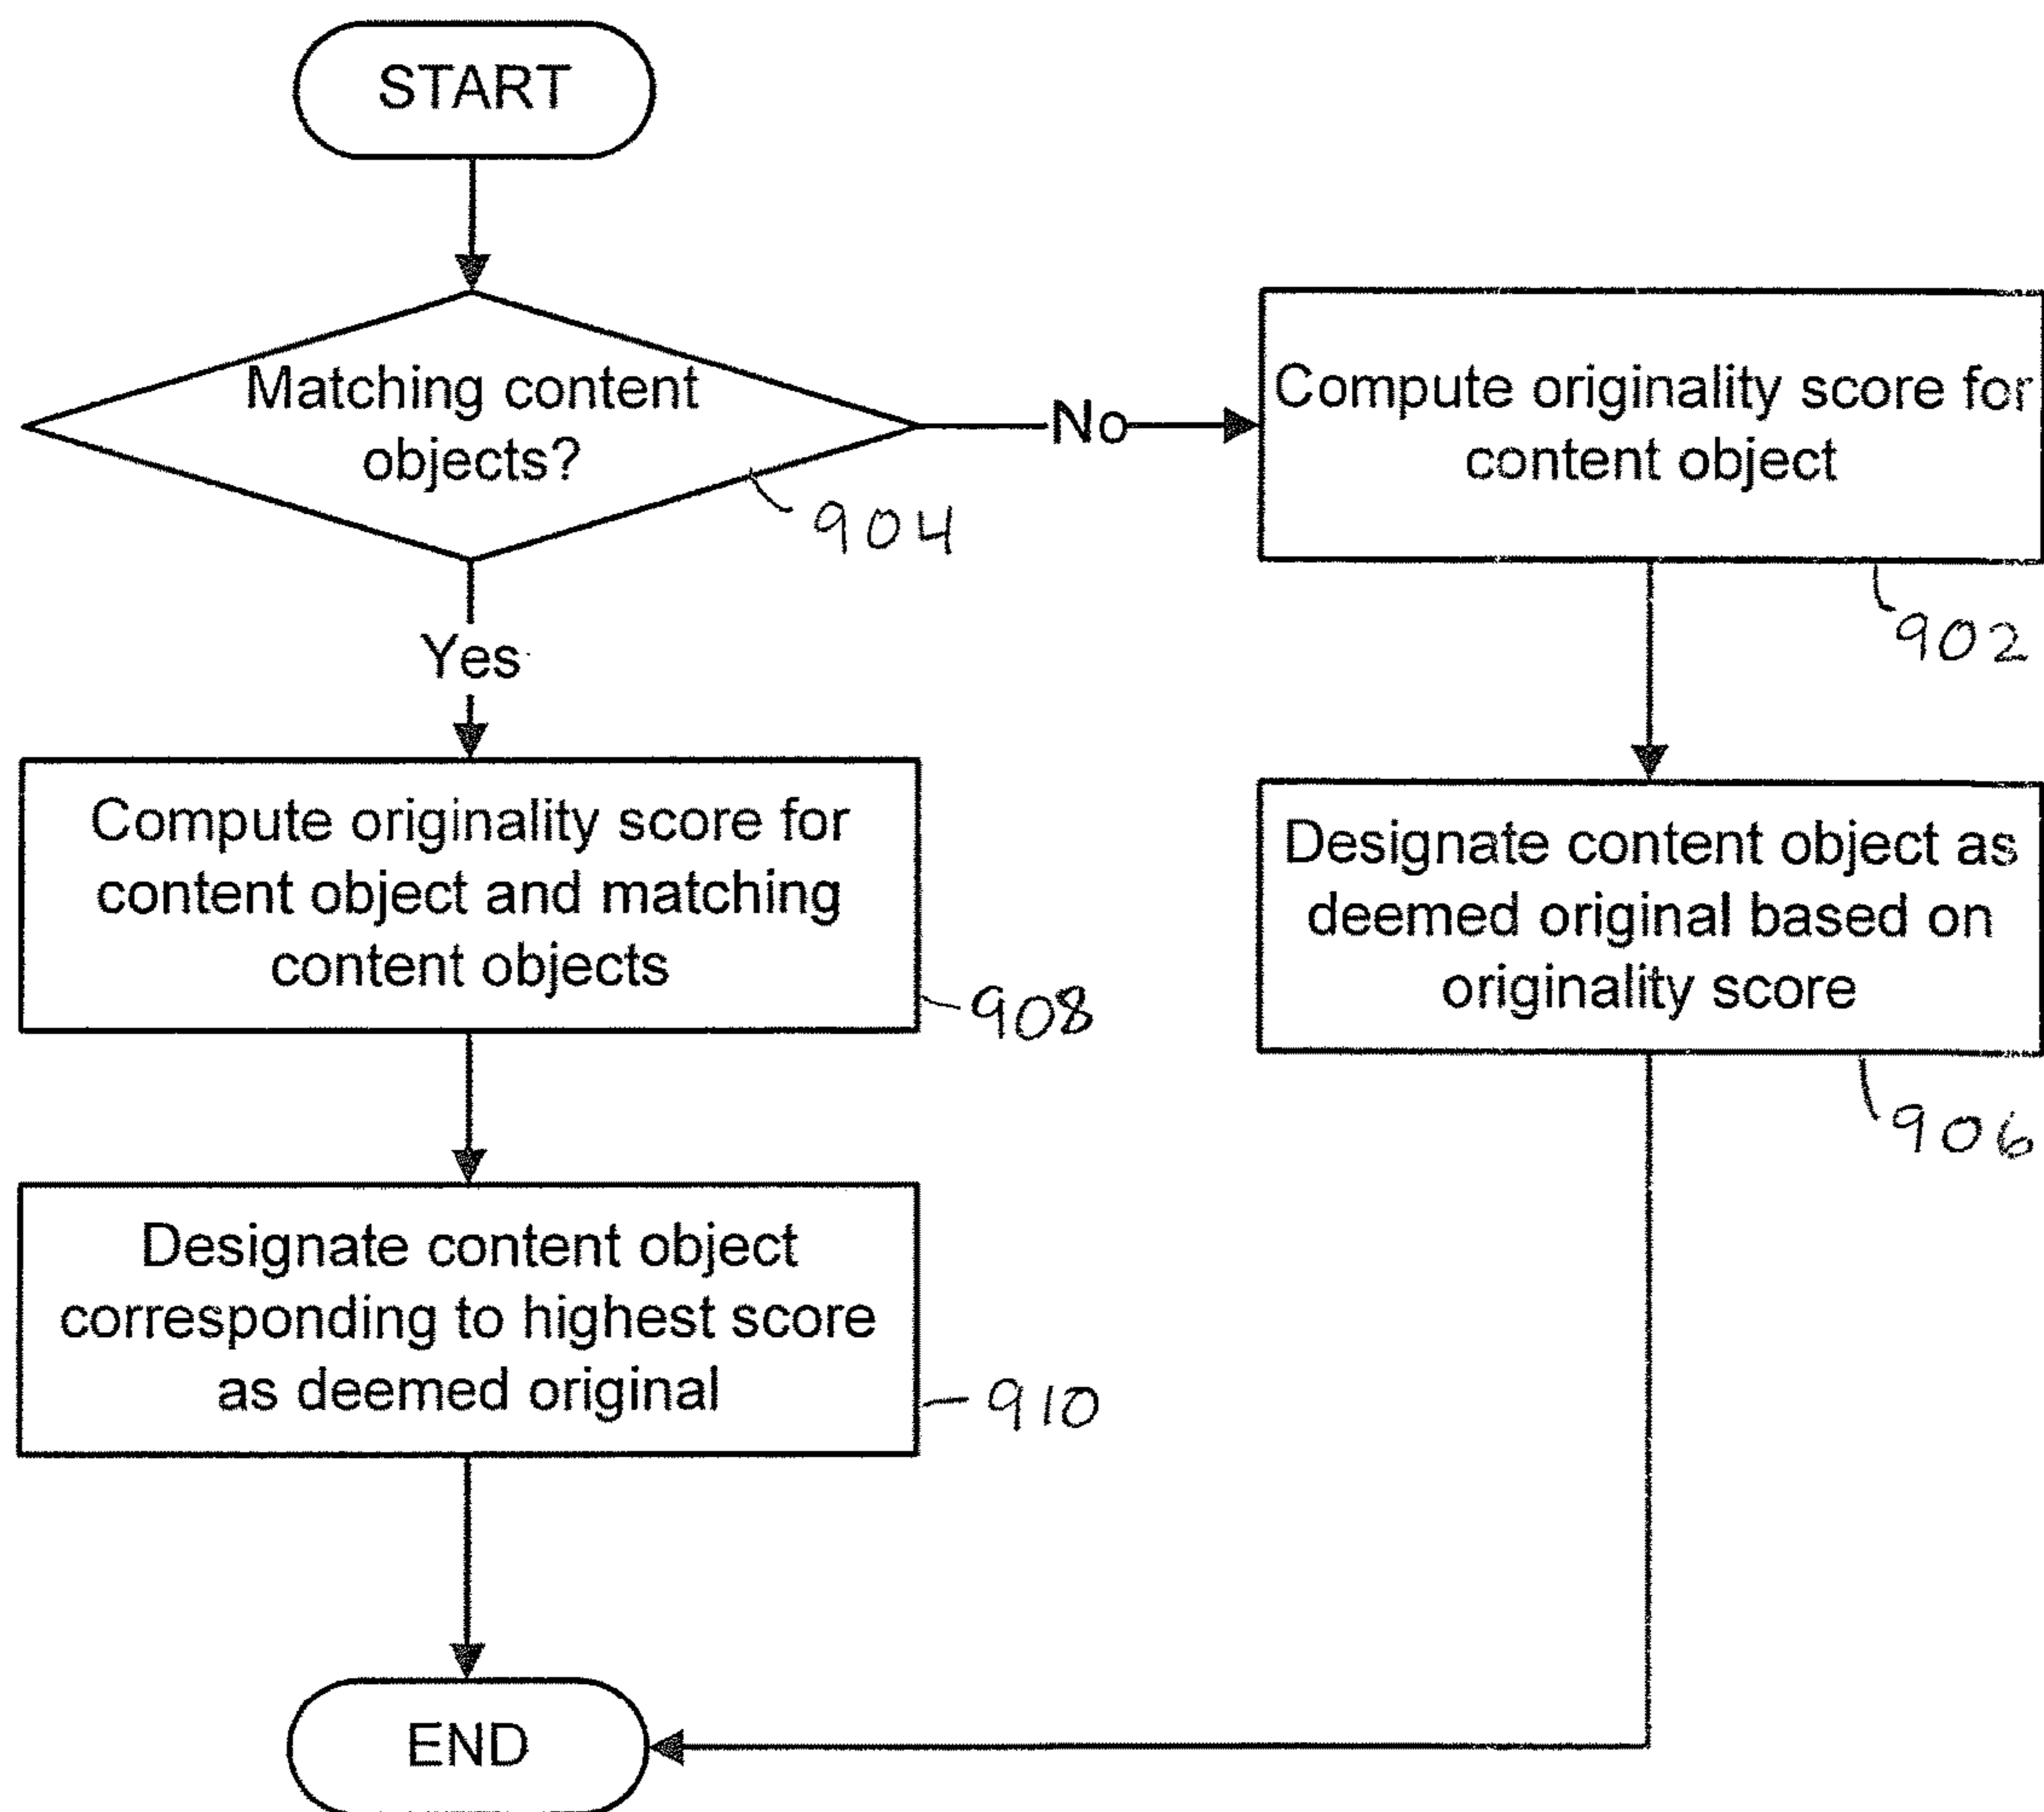 START
Matching content
objects?
904
No
Compute originality score for
content object
902
Yes
Compute originality score for
content object and matching
content objects
908
Designate content object as
deemed original based on
originality score
906
Designate content object
corresponding to highest score
as deemed original
910
END